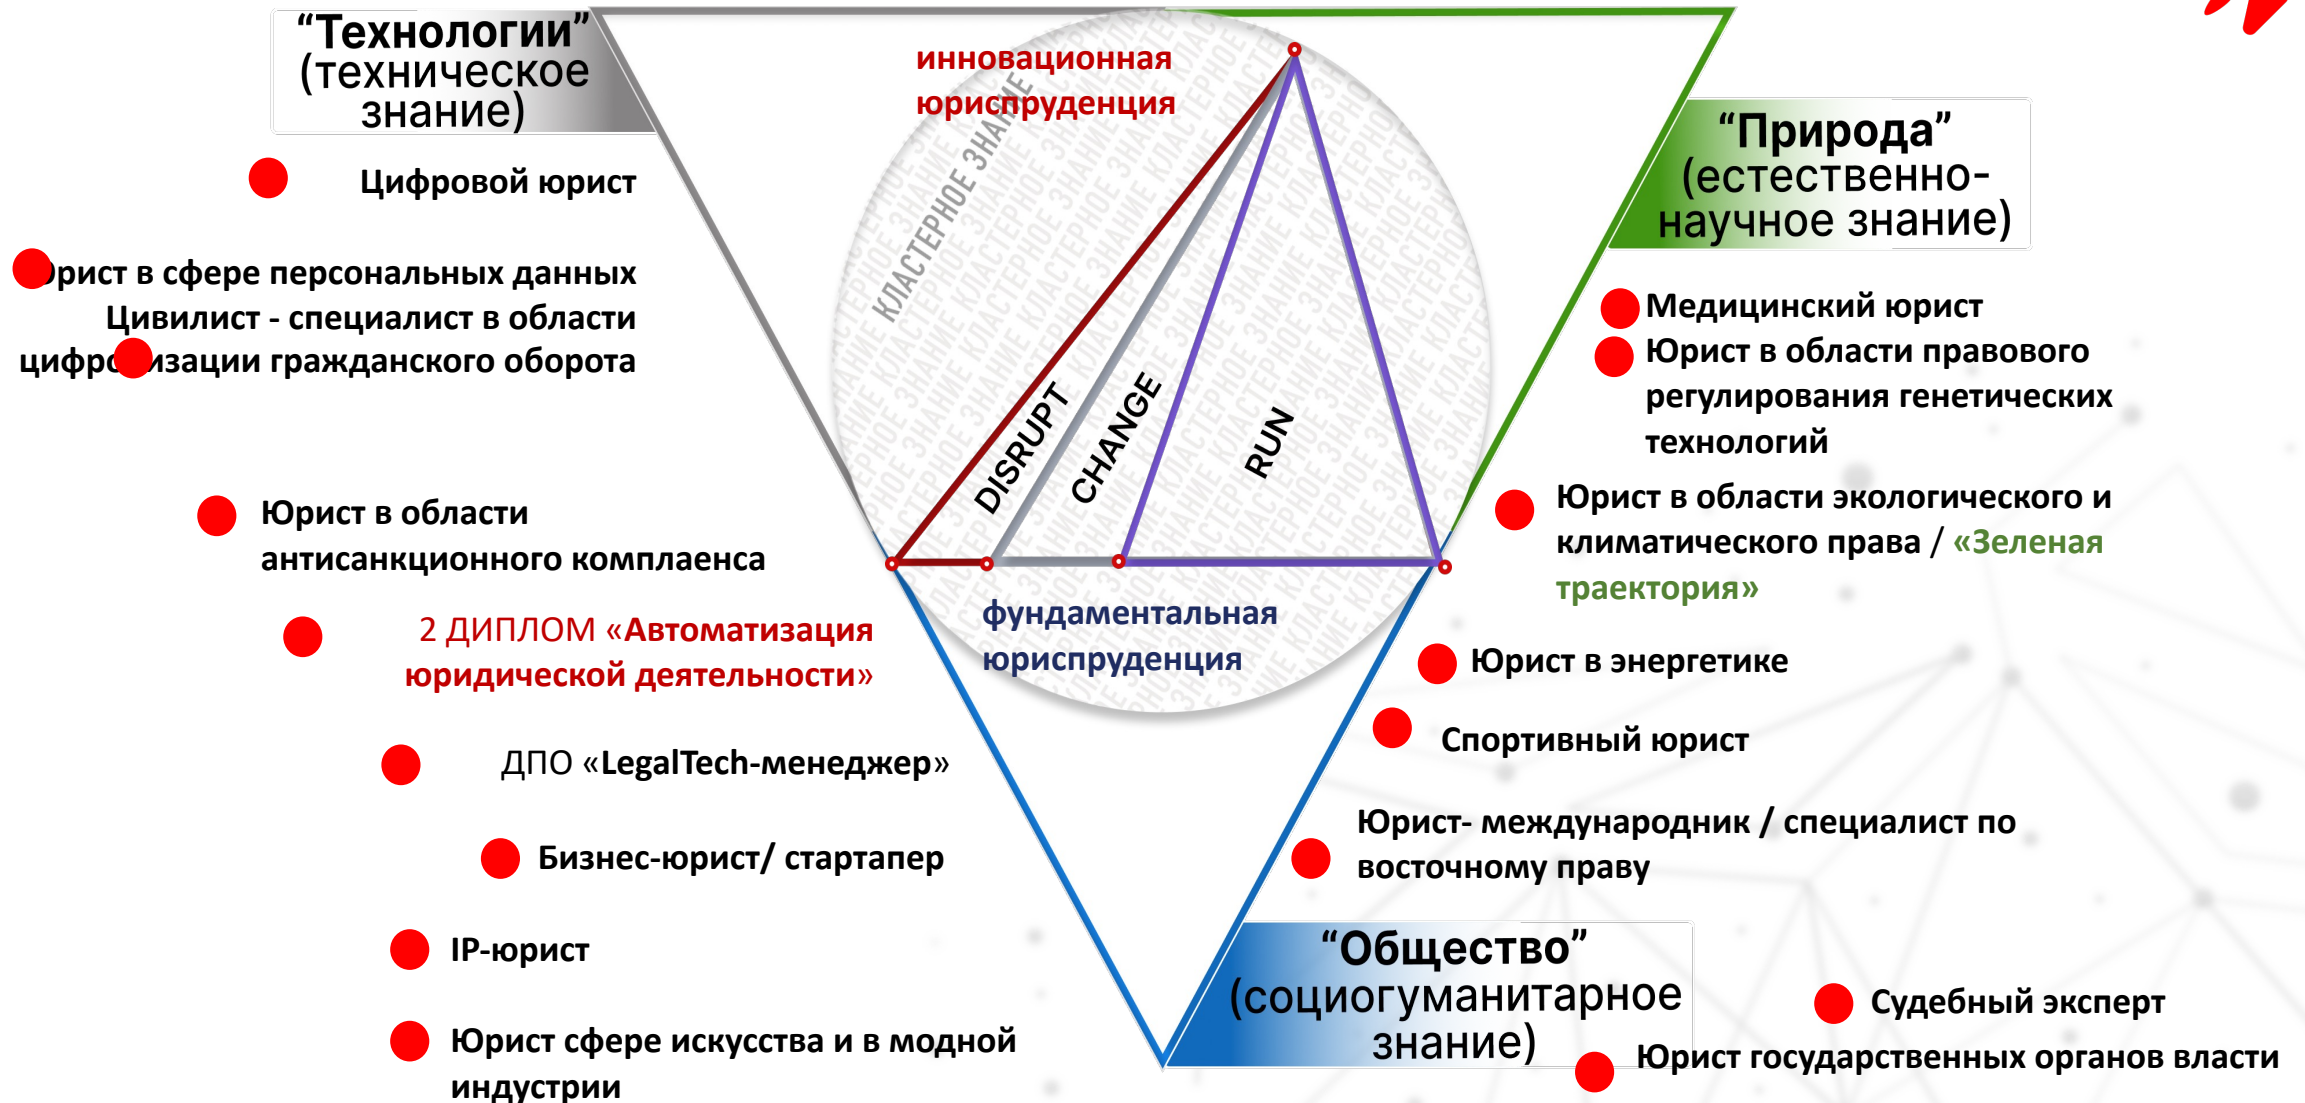 “Технологии”
(техническое
знание)
Цифровой юрист
рист в сфере персональных данных
Цивилист - специалист в области
цифро изации гражданского оборота
Юрист в области
антисанкционного комплаенса
2 ДИПЛОМ «Автоматизация
юридической деятельности»
ДПО «LegalTech-менеджер»
Бизнес-юрист/ стартапер
IP-юрист
Юрист сфере искусства и в модной
индустрии
инновационная
юриспруденция
КЛАСТЕРНОЕ ЗНАНИЕ
DISRUPT
CHANGE
RUN
фундаментальная
юриспруденция
“Природа”
(естественно-
научное знание)
Медицинский юрист
Юрист в области правового
регулирования генетических
технологий
Юрист в области экологического и
климатического права / «Зеленая
траектория»
Юрист в энергетике
Спортивный юрист
Юрист- международник / специалист по
восточному праву
“Общество”
(социогуманитарное
знание)
Судебный эксперт
Юрист государственных органов власти